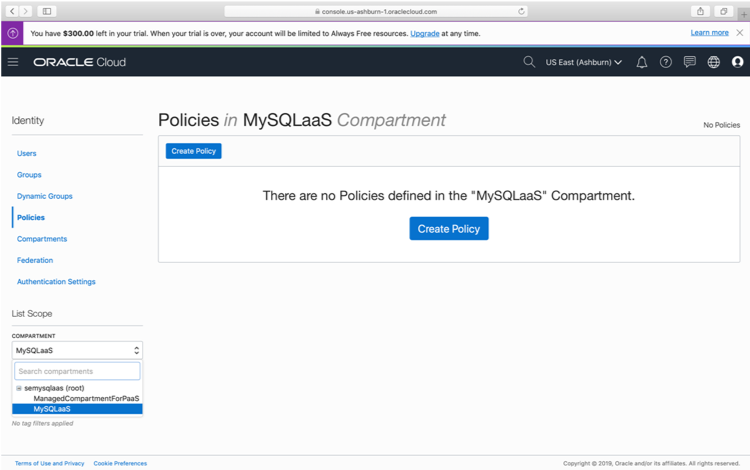 console.us-ashburn-1.oraclecloud.com
You have $300.00 left in your trial. When your trial is over, your account will be limited to Always Free resources. Upgrade at any time.
Learn more
ORACLE Cloud
US East (Ashburn)
Identity
Users
Groups
Dynamic Groups
Policies
Compartments
Federation
Authentication Settings
List Scope
COMPARTMENT
MySQLaaS
Search compartments
semysqlaas (root)
ManagedCompartmentForPaaS
MySQLaaS
No tag filters applied
Policies in MySQLaaS Compartment
No Policies
Create Policy
There are no Policies defined in the "MySQLaaS" Compartment.
Create Policy
Terms of Use and Privacy Cookie Preferences
Copyright © 2019, Oracle and/or its affiliates. All rights reserved.